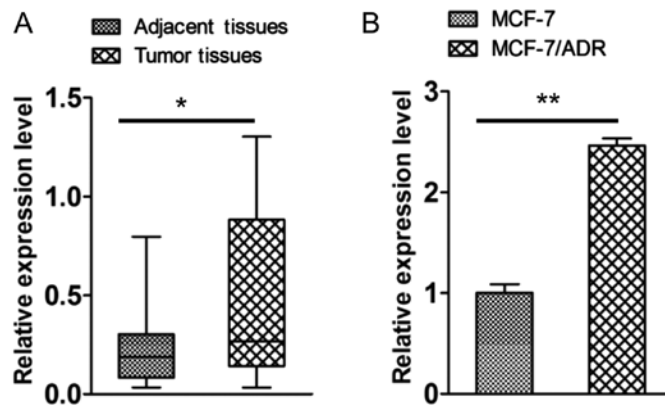 A
Adjacent tissues
Tumor tissues
Relative expression level
1.5
1.0
0.5
0.0
*
B
MCF-7
MCF-7/ADR
Relative expression level
3
2
1
0
**